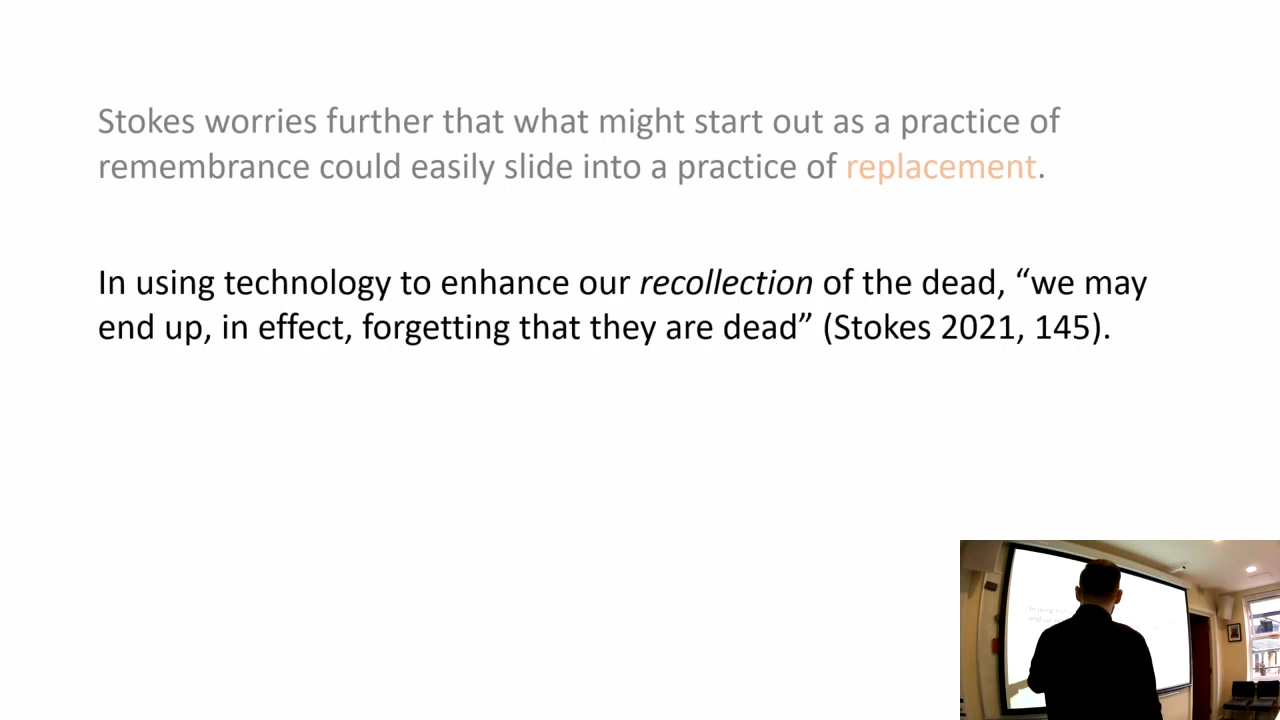 Stokes worries further that what might start out as a practice of
remembrance could easily slide into a practice of replacement.
In using technology to enhance our recollection of the dead, “we may
end up, in effect, forgetting that they are dead” (Stokes 2021, 145).